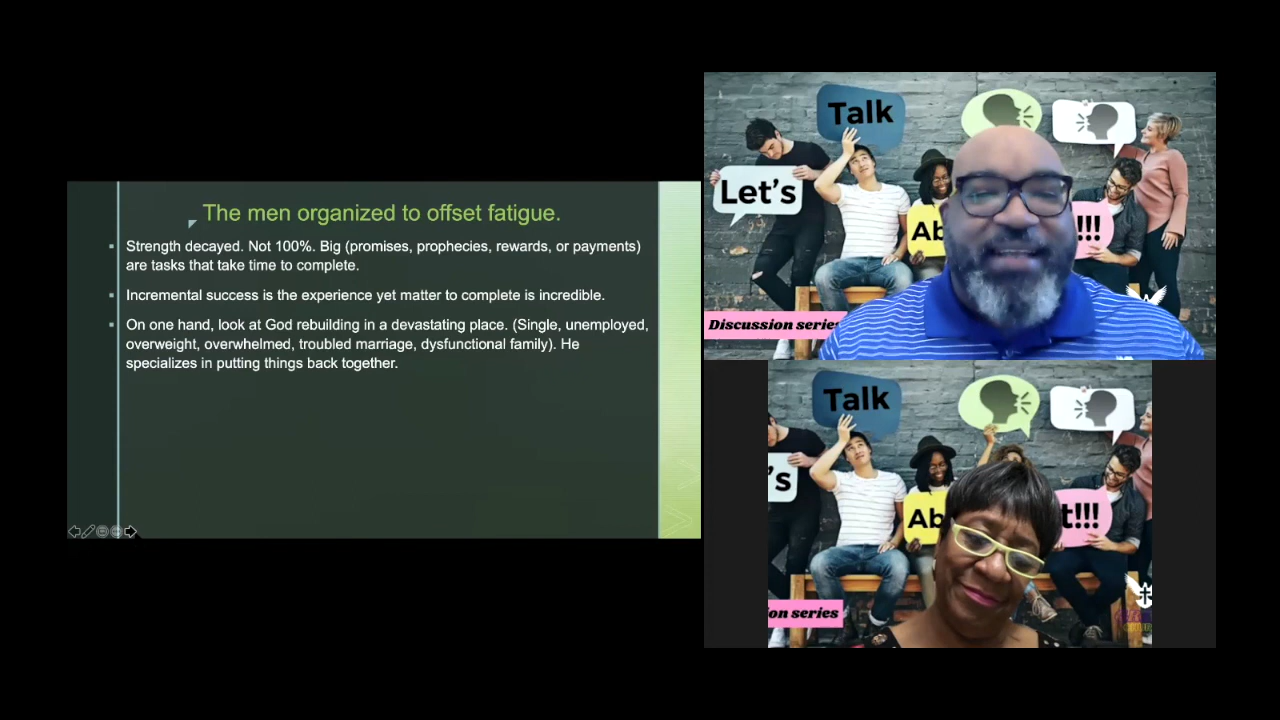 The men organized to offset fatigue.
Strength decayed. Not 100%. Big (promises, prophecies, rewards, or payments)
are tasks that take time to complete.
Incremental success is the experience yet matter to complete is incredible.
On one hand, look at God rebuilding in a devastating place. (Single, unemployed,
overweight, overwhelmed, troubled marriage, dysfunctional family). He
specializes in putting things back together.
Talk
Let's
Ab
!!!
Discussion series
Talk
's
Ab
t!!!
ion series